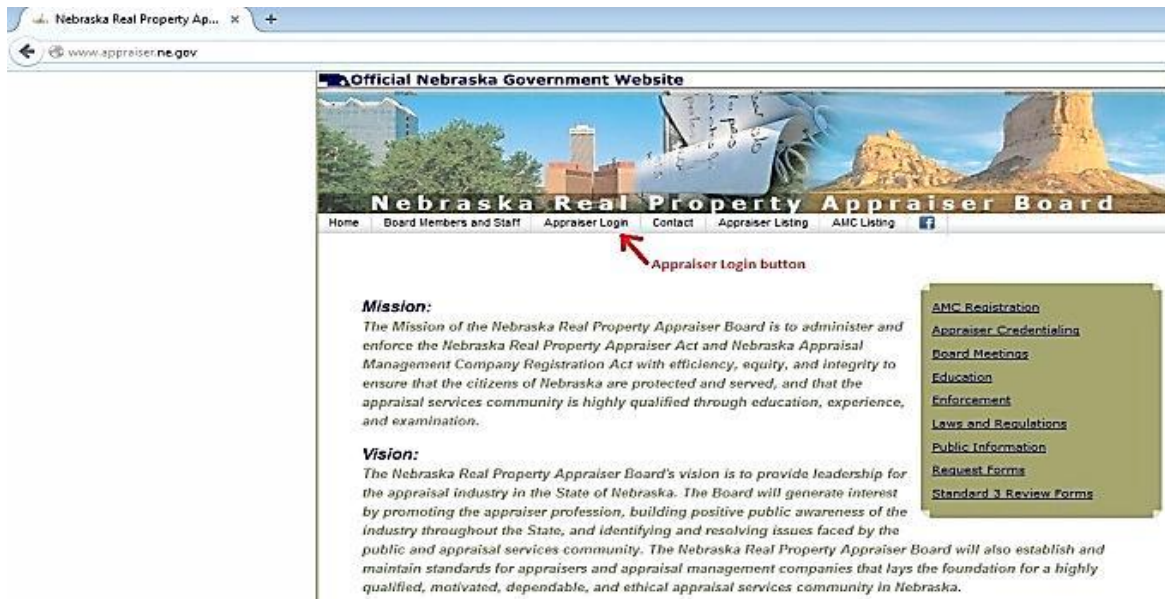 Nebraska Real Property Ap... × +
www.appraiser.ne.gov
Official Nebraska Government Website
Nebraska Real Property Appraiser Board
Home Board Members and Staff Appraiser Login Contact Appraiser Listing AMC Listing f
Appraiser Login button
Mission:
The Mission of the Nebraska Real Property Appraiser Board is to administer and
enforce the Nebraska Real Property Appraiser Act and Nebraska Appraisal
Management Company Registration Act with efficiency, equity, and integrity to
ensure that the citizens of Nebraska are protected and served, and that the
appraisal services community is highly qualified through education, experience,
and examination.
Vision:
The Nebraska Real Property Appraiser Board's vision is to provide leadership for
the appraisal industry in the State of Nebraska. The Board will generate interest
by promoting the appraiser profession, building positive public awareness of the
industry throughout the State, and identifying and resolving issues faced by the
public and appraisal services community. The Nebraska Real Property Appraiser Board will also establish and
maintain standards for appraisers and appraisal management companies that lays the foundation for a highly
qualified, motivated, dependable, and ethical appraisal services community in Nebraska.
AMC Registration
Appraiser Credentialing
Board Meetings
Education
Enforcement
Laws and Regulations
Public Information
Request Forms
Standard 3 Review Forms